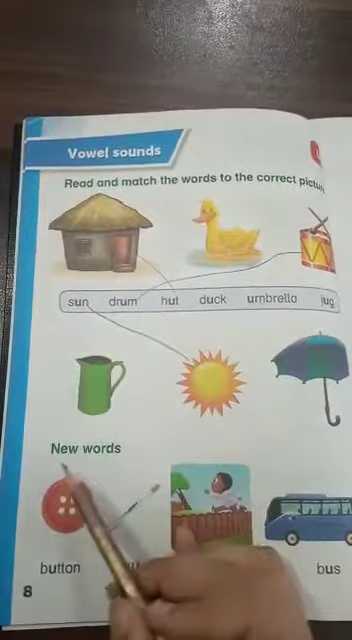 Vowel sounds
Read and match the words to the correct
sun drum hut duck umbrella jug
New words
button bus
8